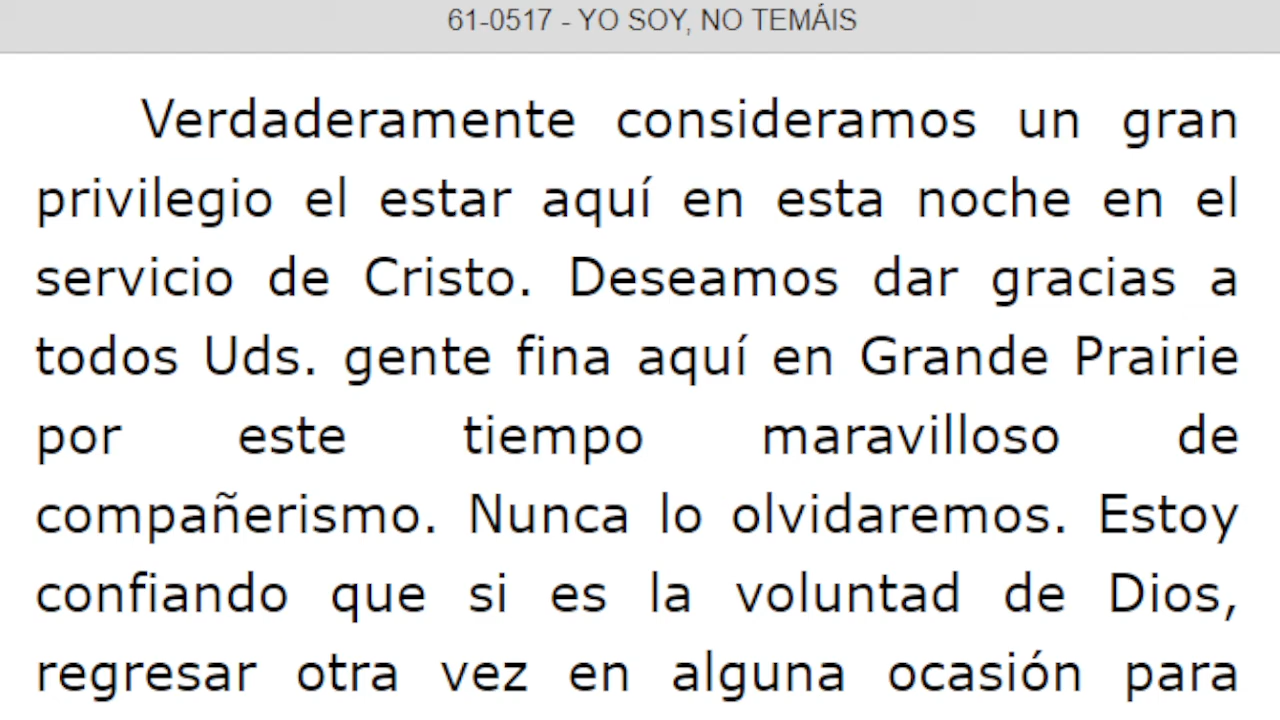 61-0517 - YO SOY, NO TEMÁIS
Verdaderamente consideramos un gran
privilegio el estar aquí en esta noche en el
servicio de Cristo. Deseamos dar gracias a
todos Uds. gente fina aquí en Grande Prairie
por este tiempo maravilloso de
compañerismo. Nunca lo olvidaremos. Estoy
confiando que si es la voluntad de Dios,
regresar otra vez en alguna ocasión para